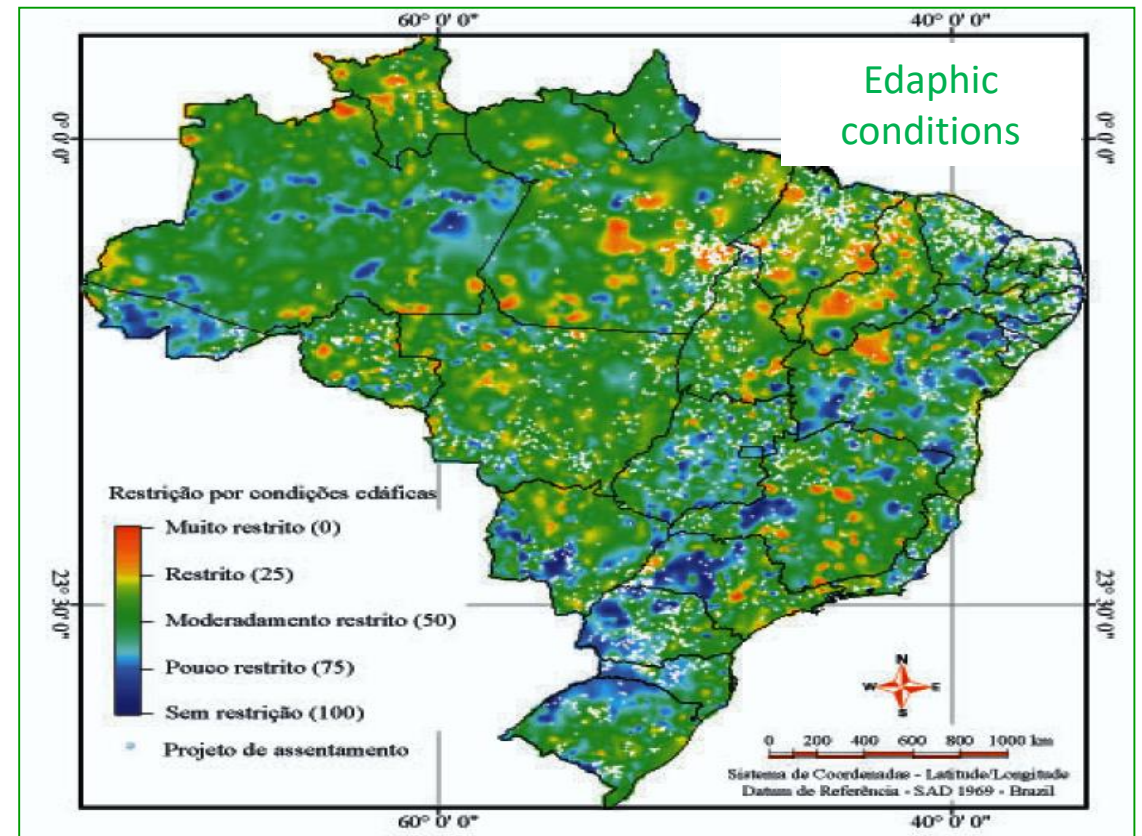 60° 0' 0"
40° 0' 0"
Edaphic
conditions
0° 0' 0"
0° 0' 0"
Restrição por condições edáficas
Muito restrito (0)
Restrito (25)
Moderadamento restrito (50)
Pouco restrito (75)
Sem restrição (100)
Projeto de assentamento
23° 30' 0"
23° 30' 0"
N
W E
S
0 200 400 600 800 1000 km
Sistema de Coordenadas - Latitude/Longitude
Datum de Referência - SAD 1969 - Brazil
60° 0' 0"
40° 0' 0"